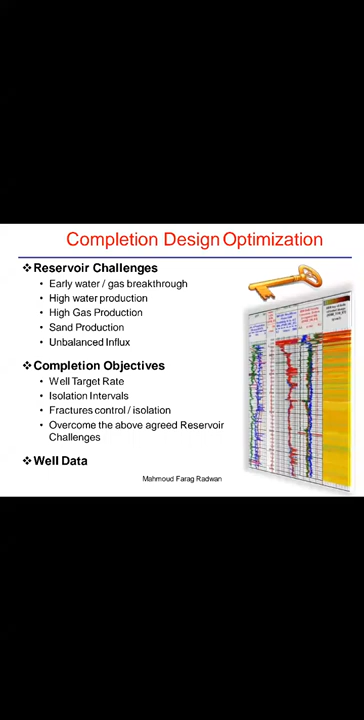 Completion Design Optimization
❖Reservoir Challenges
• Early water / gas breakthrough
• High water production
• High Gas Production
• Sand Production
• Unbalanced Influx
❖Completion Objectives
• Well Target Rate
• Isolation Intervals
• Fractures control / isolation
• Overcome the above agreed Reservoir
Challenges
❖Well Data
Mahmoud Farag Radwan